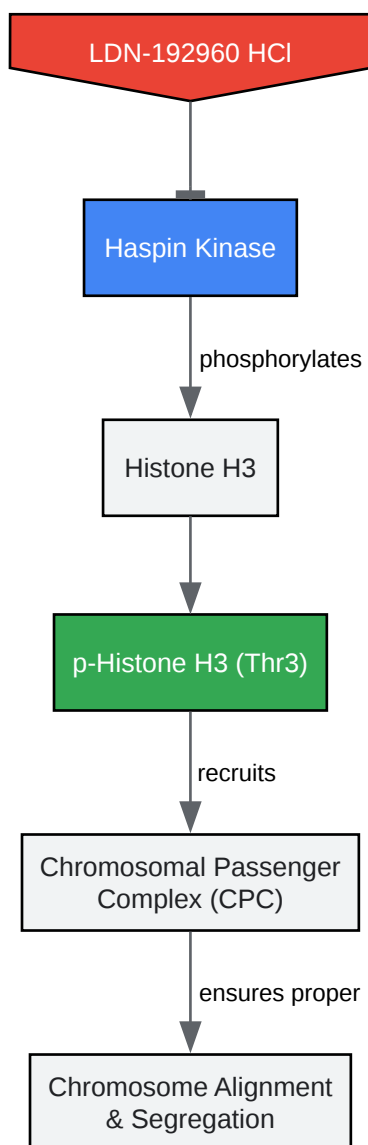 LDN-192960 HCl
Haspin Kinase
phosphorylates
Histone H3
p-Histone H3 (Thr3)
recruits
Chromosomal Passenger
Complex (CPC)
ensures proper
Chromosome Alignment
& Segregation